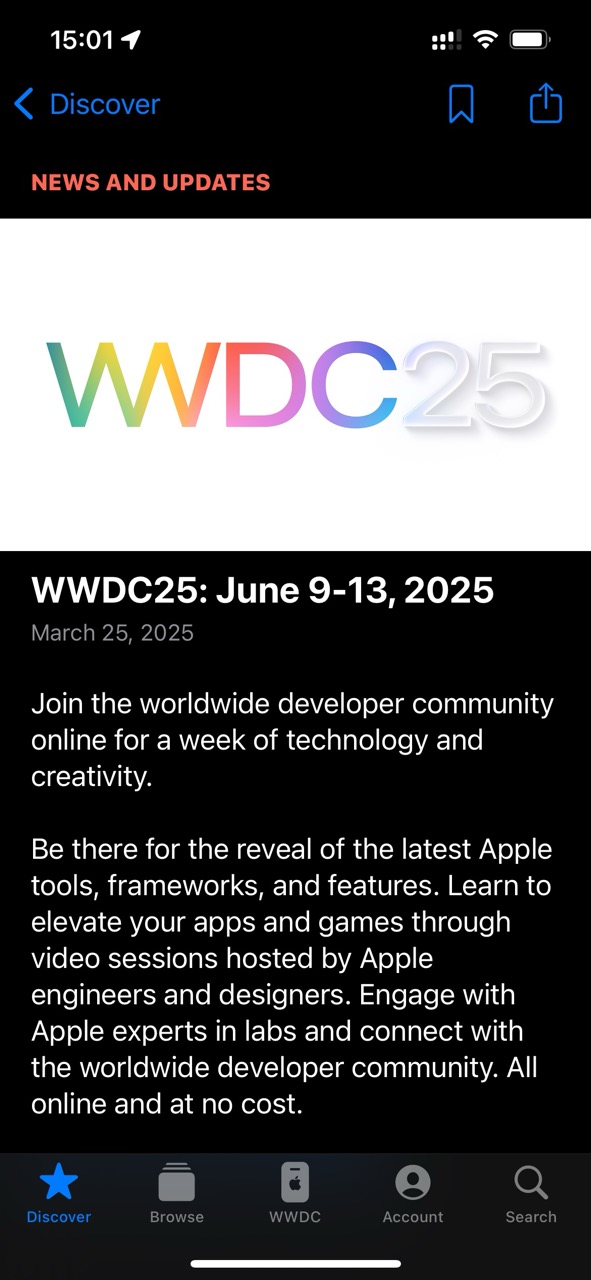 15:01
Discover
NEWS AND UPDATES
WWDC25
WWDC25: June 9-13, 2025
March 25, 2025
Join the worldwide developer community
online for a week of technology and
creativity.
Be there for the reveal of the latest Apple
tools, frameworks, and features. Learn to
elevate your apps and games through
video sessions hosted by Apple
engineers and designers. Engage with
Apple experts in labs and connect with
the worldwide developer community. All
online and at no cost.
Discover Browse WWDC Account Search